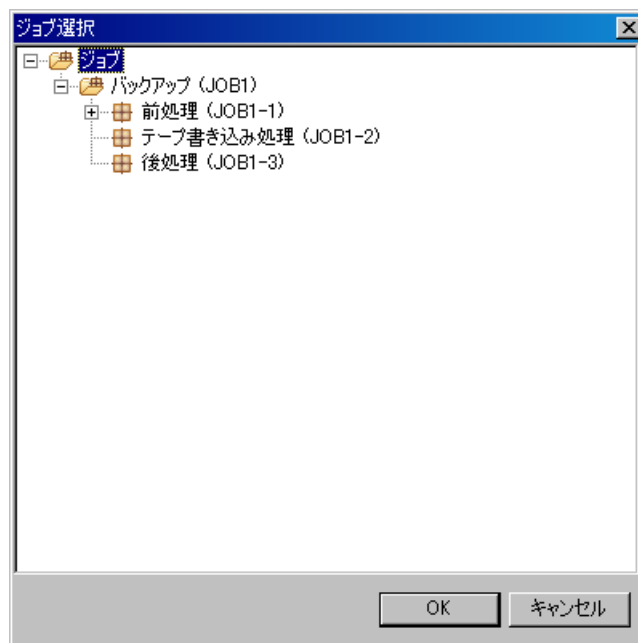 ジョブ選択
ジョブ
バックアップ (JOB1)
前処理 (JOB1-1)
テープ書き込み処理 (JOB1-2)
後処理 (JOB1-3)
OK キャンセル